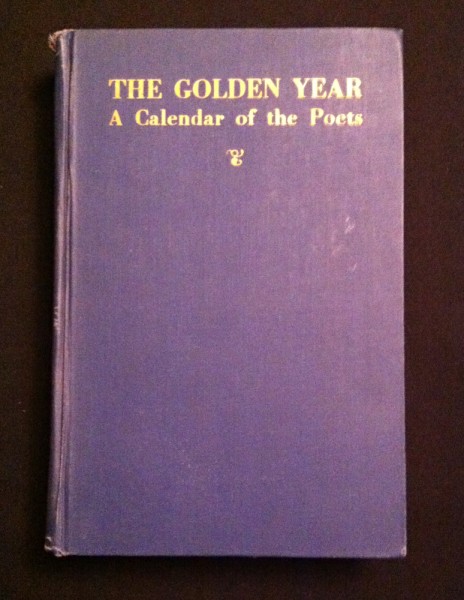 THE GOLDEN YEAR
A Calendar of the Poets